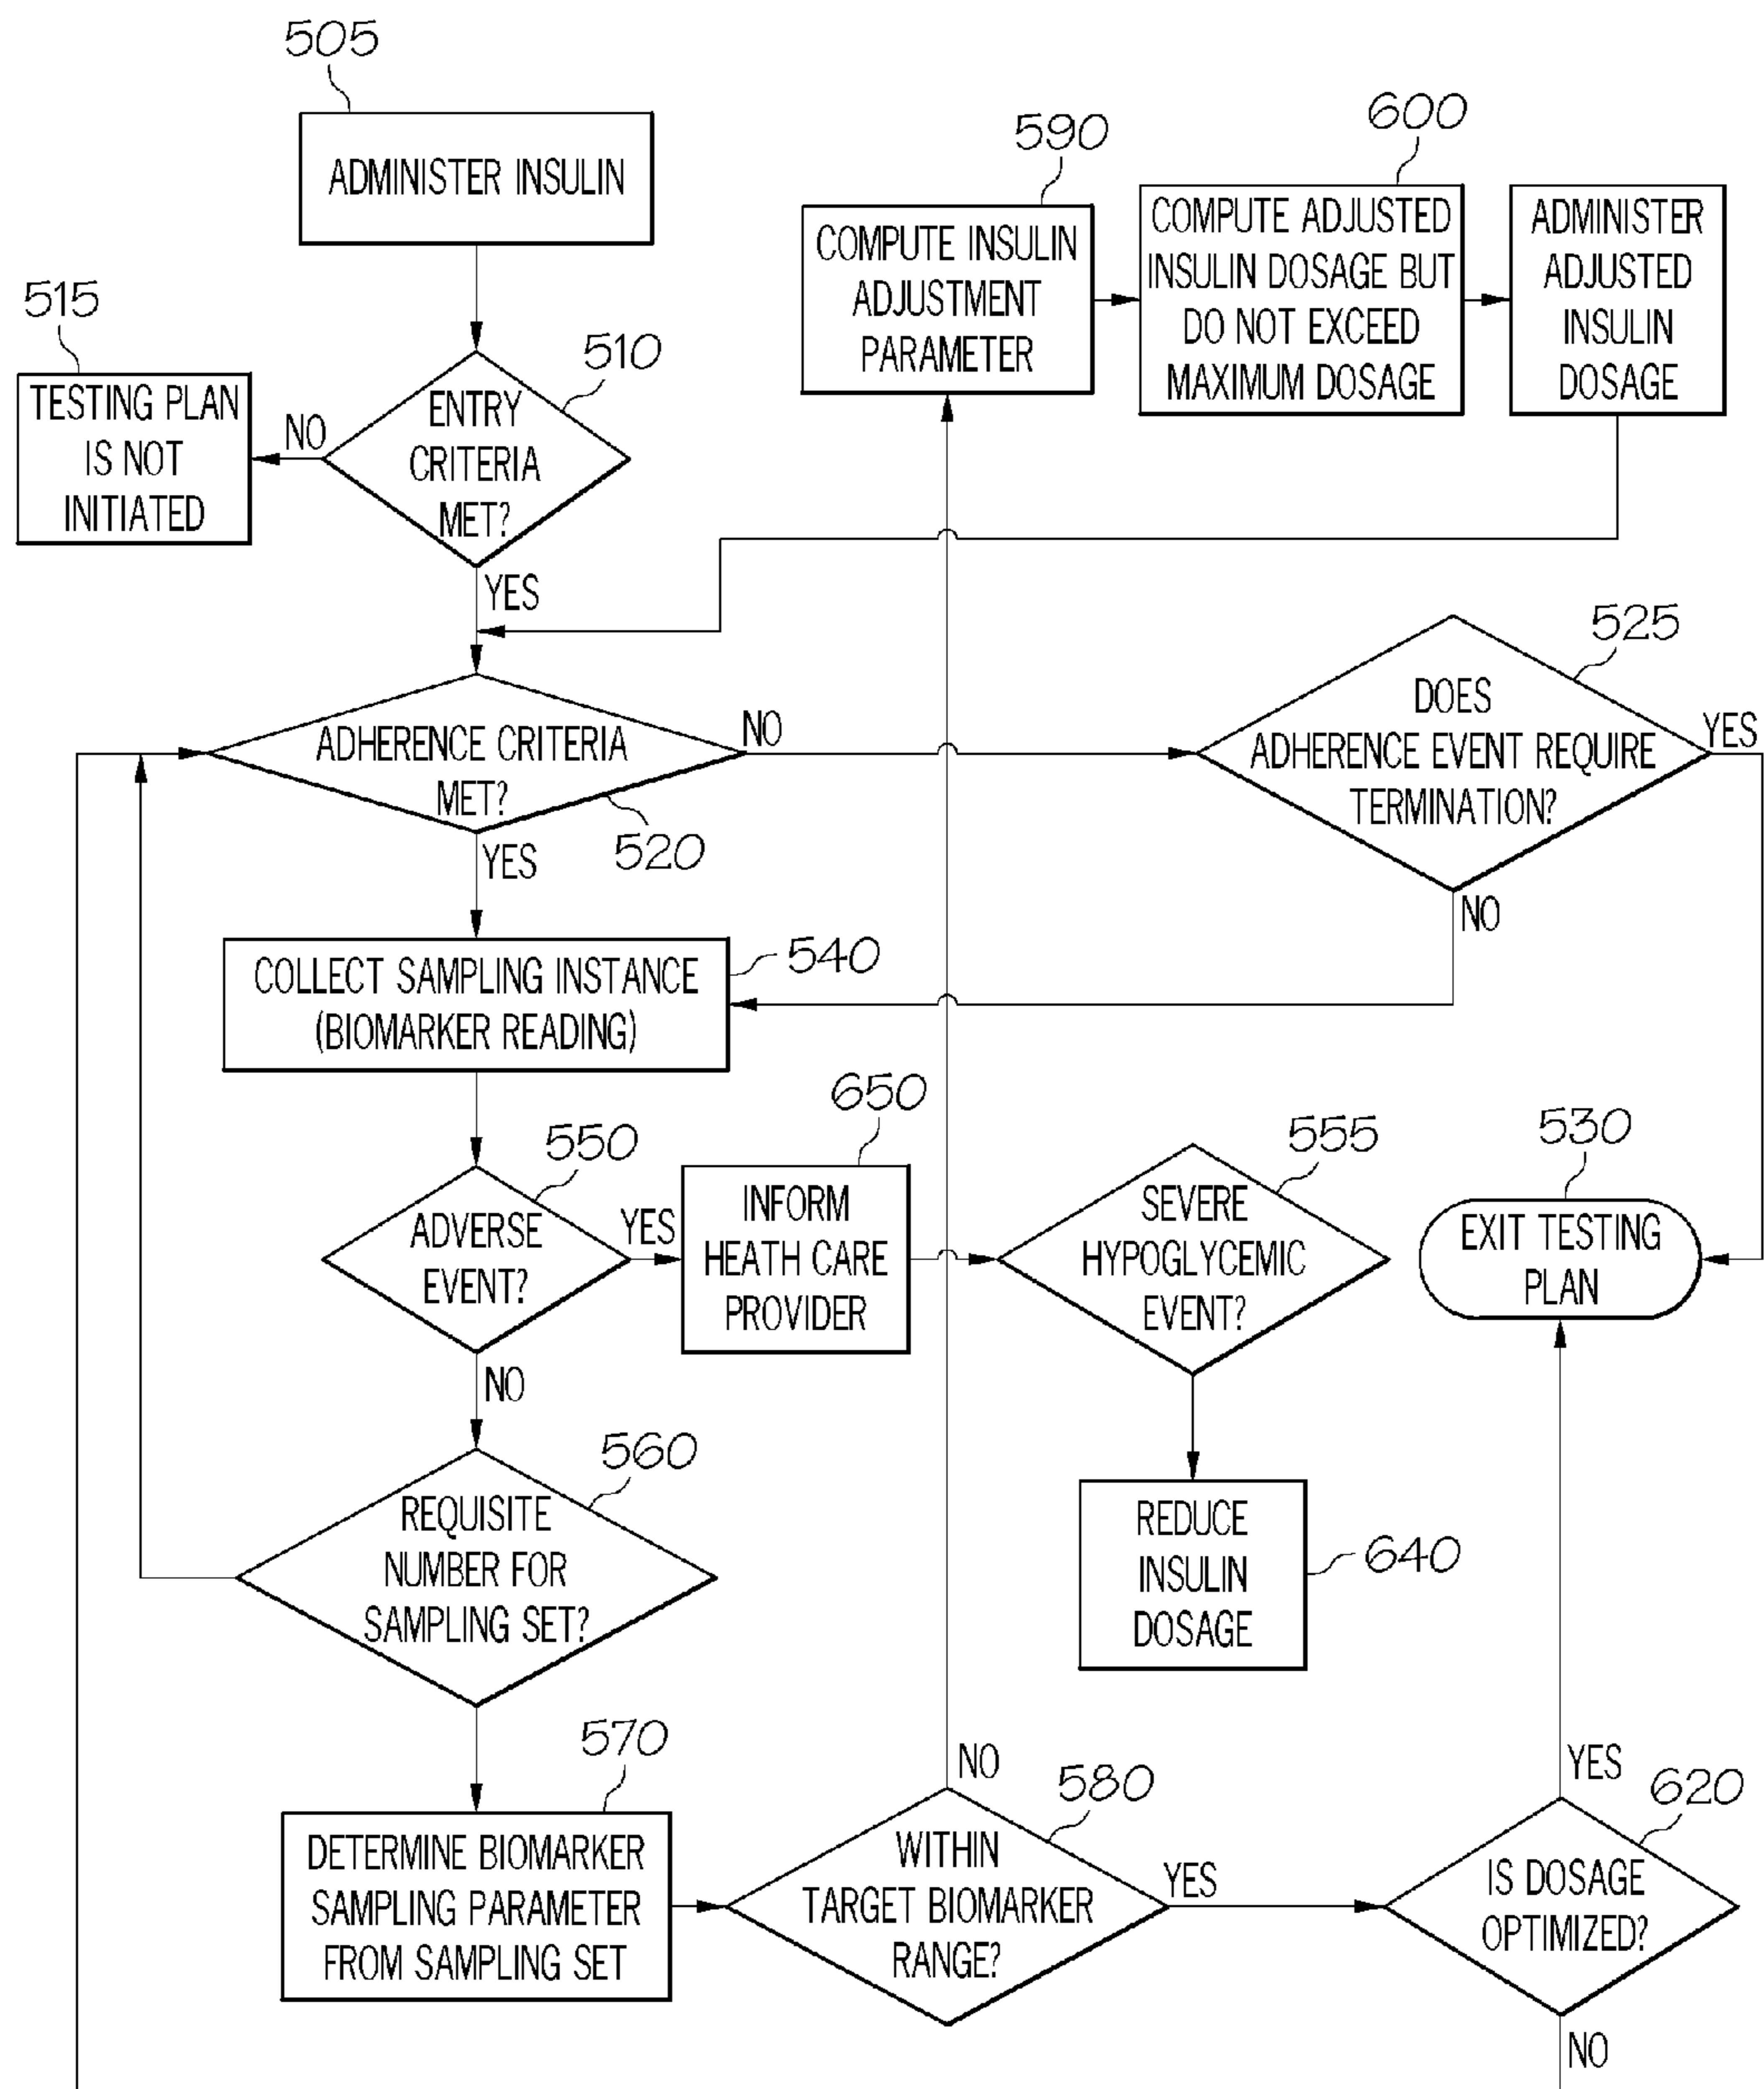 505
ADMINISTER INSULIN
590
COMPUTE INSULIN
ADJUSTMENT
PARAMETER
600
COMPUTE ADJUSTED
INSULIN DOSAGE BUT
DO NOT EXCEED
MAXIMUM DOSAGE
ADMINISTER
ADJUSTED
INSULIN
DOSAGE
515
TESTING PLAN
IS NOT
INITIATED
NO
510
ENTRY
CRITERIA
MET?
YES
ADHERENCE CRITERIA
MET?
520
NO
YES
525
DOES
ADHERENCE EVENT REQUIRE
TERMINATION?
YES
NO
COLLECT SAMPLING INSTANCE
(BIOMARKER READING)
540
550
ADVERSE
EVENT?
YES
NO
650
INFORM
HEATH CARE
PROVIDER
555
SEVERE
HYPOGLYCEMIC
EVENT?
530
EXIT TESTING
PLAN
560
REQUISITE
NUMBER FOR
SAMPLING SET?
REDUCE
INSULIN
DOSAGE
640
570
DETERMINE BIOMARKER
SAMPLING PARAMETER
FROM SAMPLING SET
NO
580
WITHIN
TARGET BIOMARKER
RANGE?
YES
YES
620
IS DOSAGE
OPTIMIZED?
NO